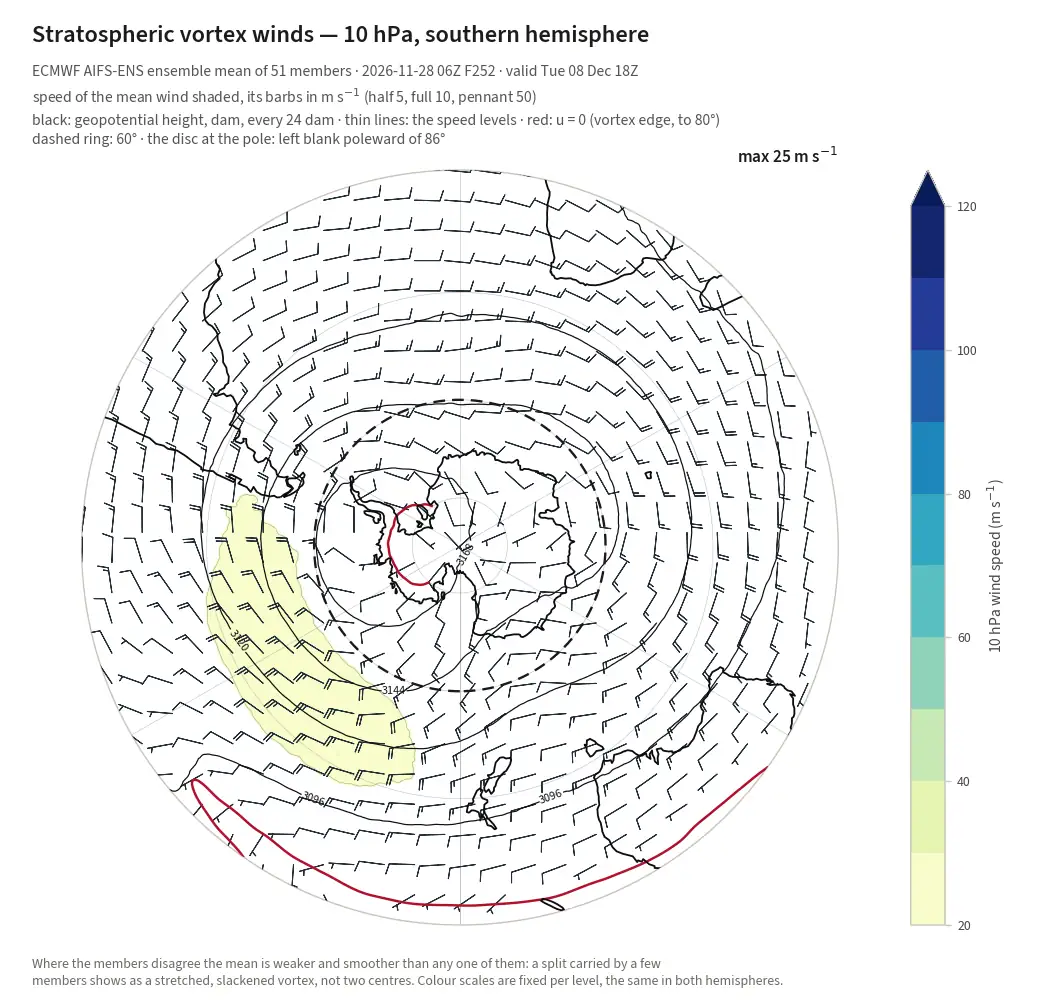 Stratospheric vortex winds — 10 hPa, southern hemisphere
ECMWF AIFS-ENS ensemble mean of 51 members · 2026-11-28 06Z F252 · valid Tue 08 Dec 18Z
speed of the mean wind shaded, its barbs in m s⁻¹ (half 5, full 10, pennant 50)
black: geopotential height, dam, every 24 dam · thin lines: the speed levels · red: u = 0 (vortex edge, to 80°)
dashed ring: 60° · the disc at the pole: left blank poleward of 86°
max 25 m s⁻¹
120
100
80
60
40
20
10 hPa wind speed (m s⁻¹)
3168
3120
3144
3096
3096
Where the members disagree the mean is weaker and smoother than any one of them: a split carried by a few
members shows as a stretched, slackened vortex, not two centres. Colour scales are fixed per level, the same in both hemispheres.